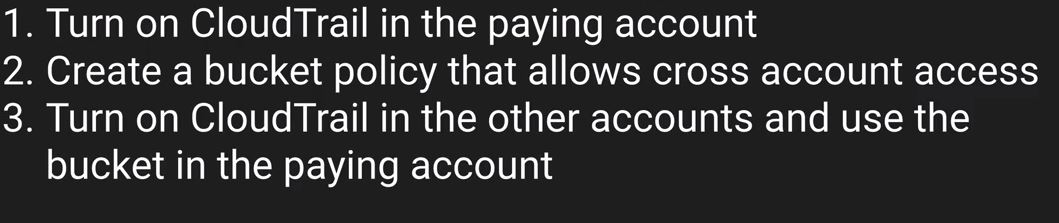 1. Turn on CloudTrail in the paying account
2. Create a bucket policy that allows cross account access
3. Turn on CloudTrail in the other accounts and use the
bucket in the paying account